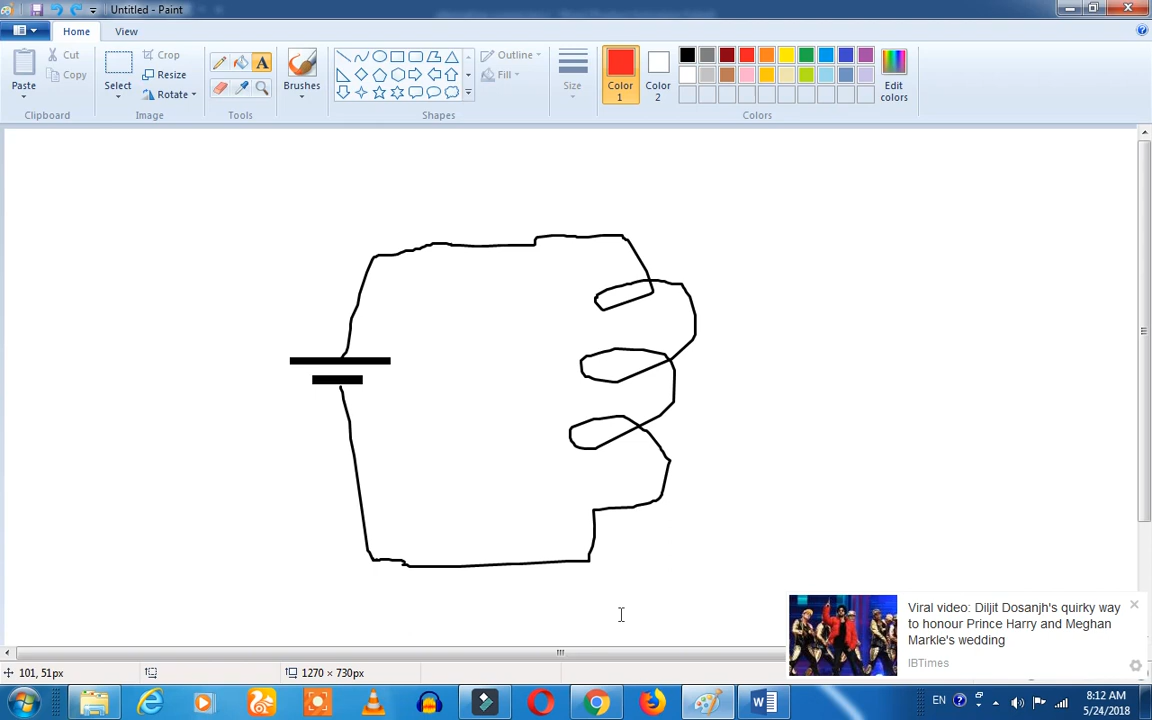 Untitled - Paint
Home
View
Paste
Cut
Copy
Clipboard
Select
Crop
Resize
Rotate
Image
Tools
Brushes
Shapes
Outline
Fill
Size
Color
1
Color
2
Edit
colors
Colors
Viral video: Diljit Dosanjh's quirky way
to honour Prince Harry and Meghan
Markle's wedding
IBTimes
101, 51px
1270 × 730px
EN
8:12 AM
5/24/2018